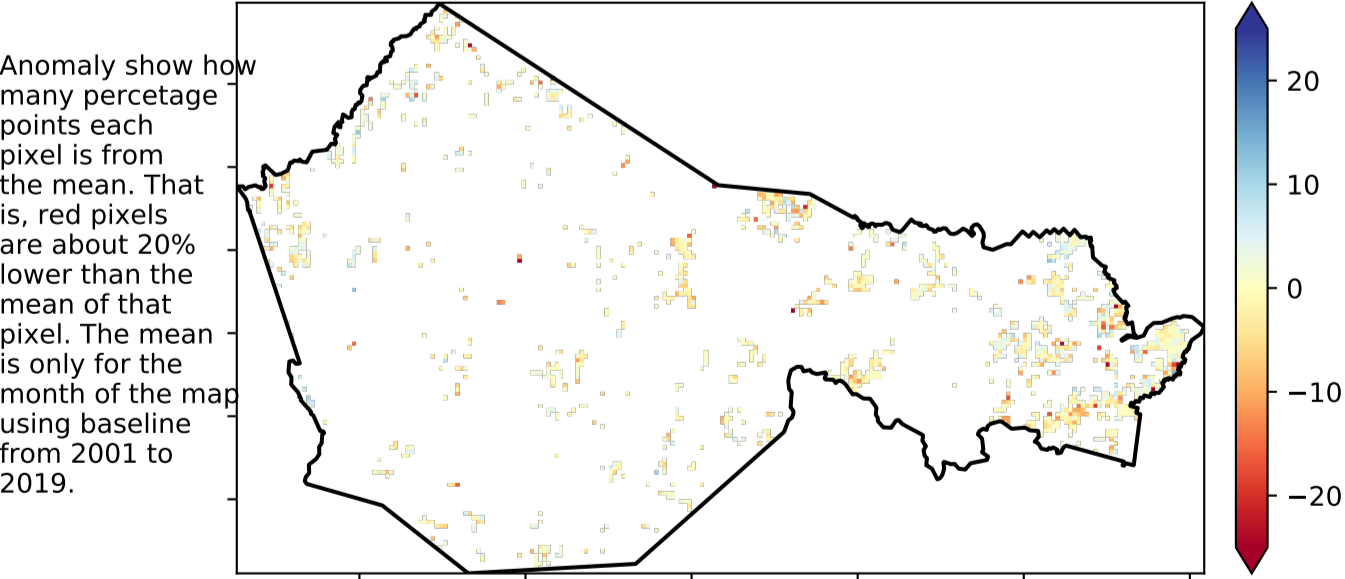 Anomaly show how
many percetage
points each
pixel is from
the mean. That
is, red pixels
are about 20%
lower than the
mean of that
pixel. The mean
is only for the
month of the map
using baseline
from 2001 to
2019.
20
10
0
−10
−20